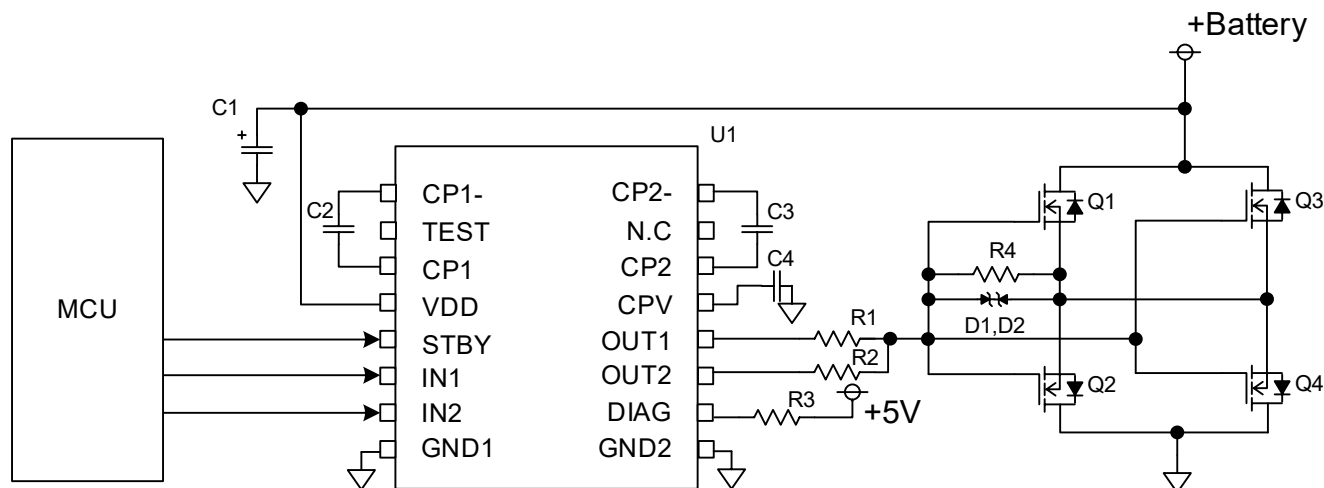 +Battery
C1
+
U1
MCU
C2
CP1-
TEST
CP1
VDD
STBY
IN1
IN2
GND1
CP2-
N.C
CP2
CPV
OUT1
OUT2
DIAG
GND2
C3
C4
R1
R2
R3
+5V
R4
D1,D2
Q1
Q3
Q2
Q4